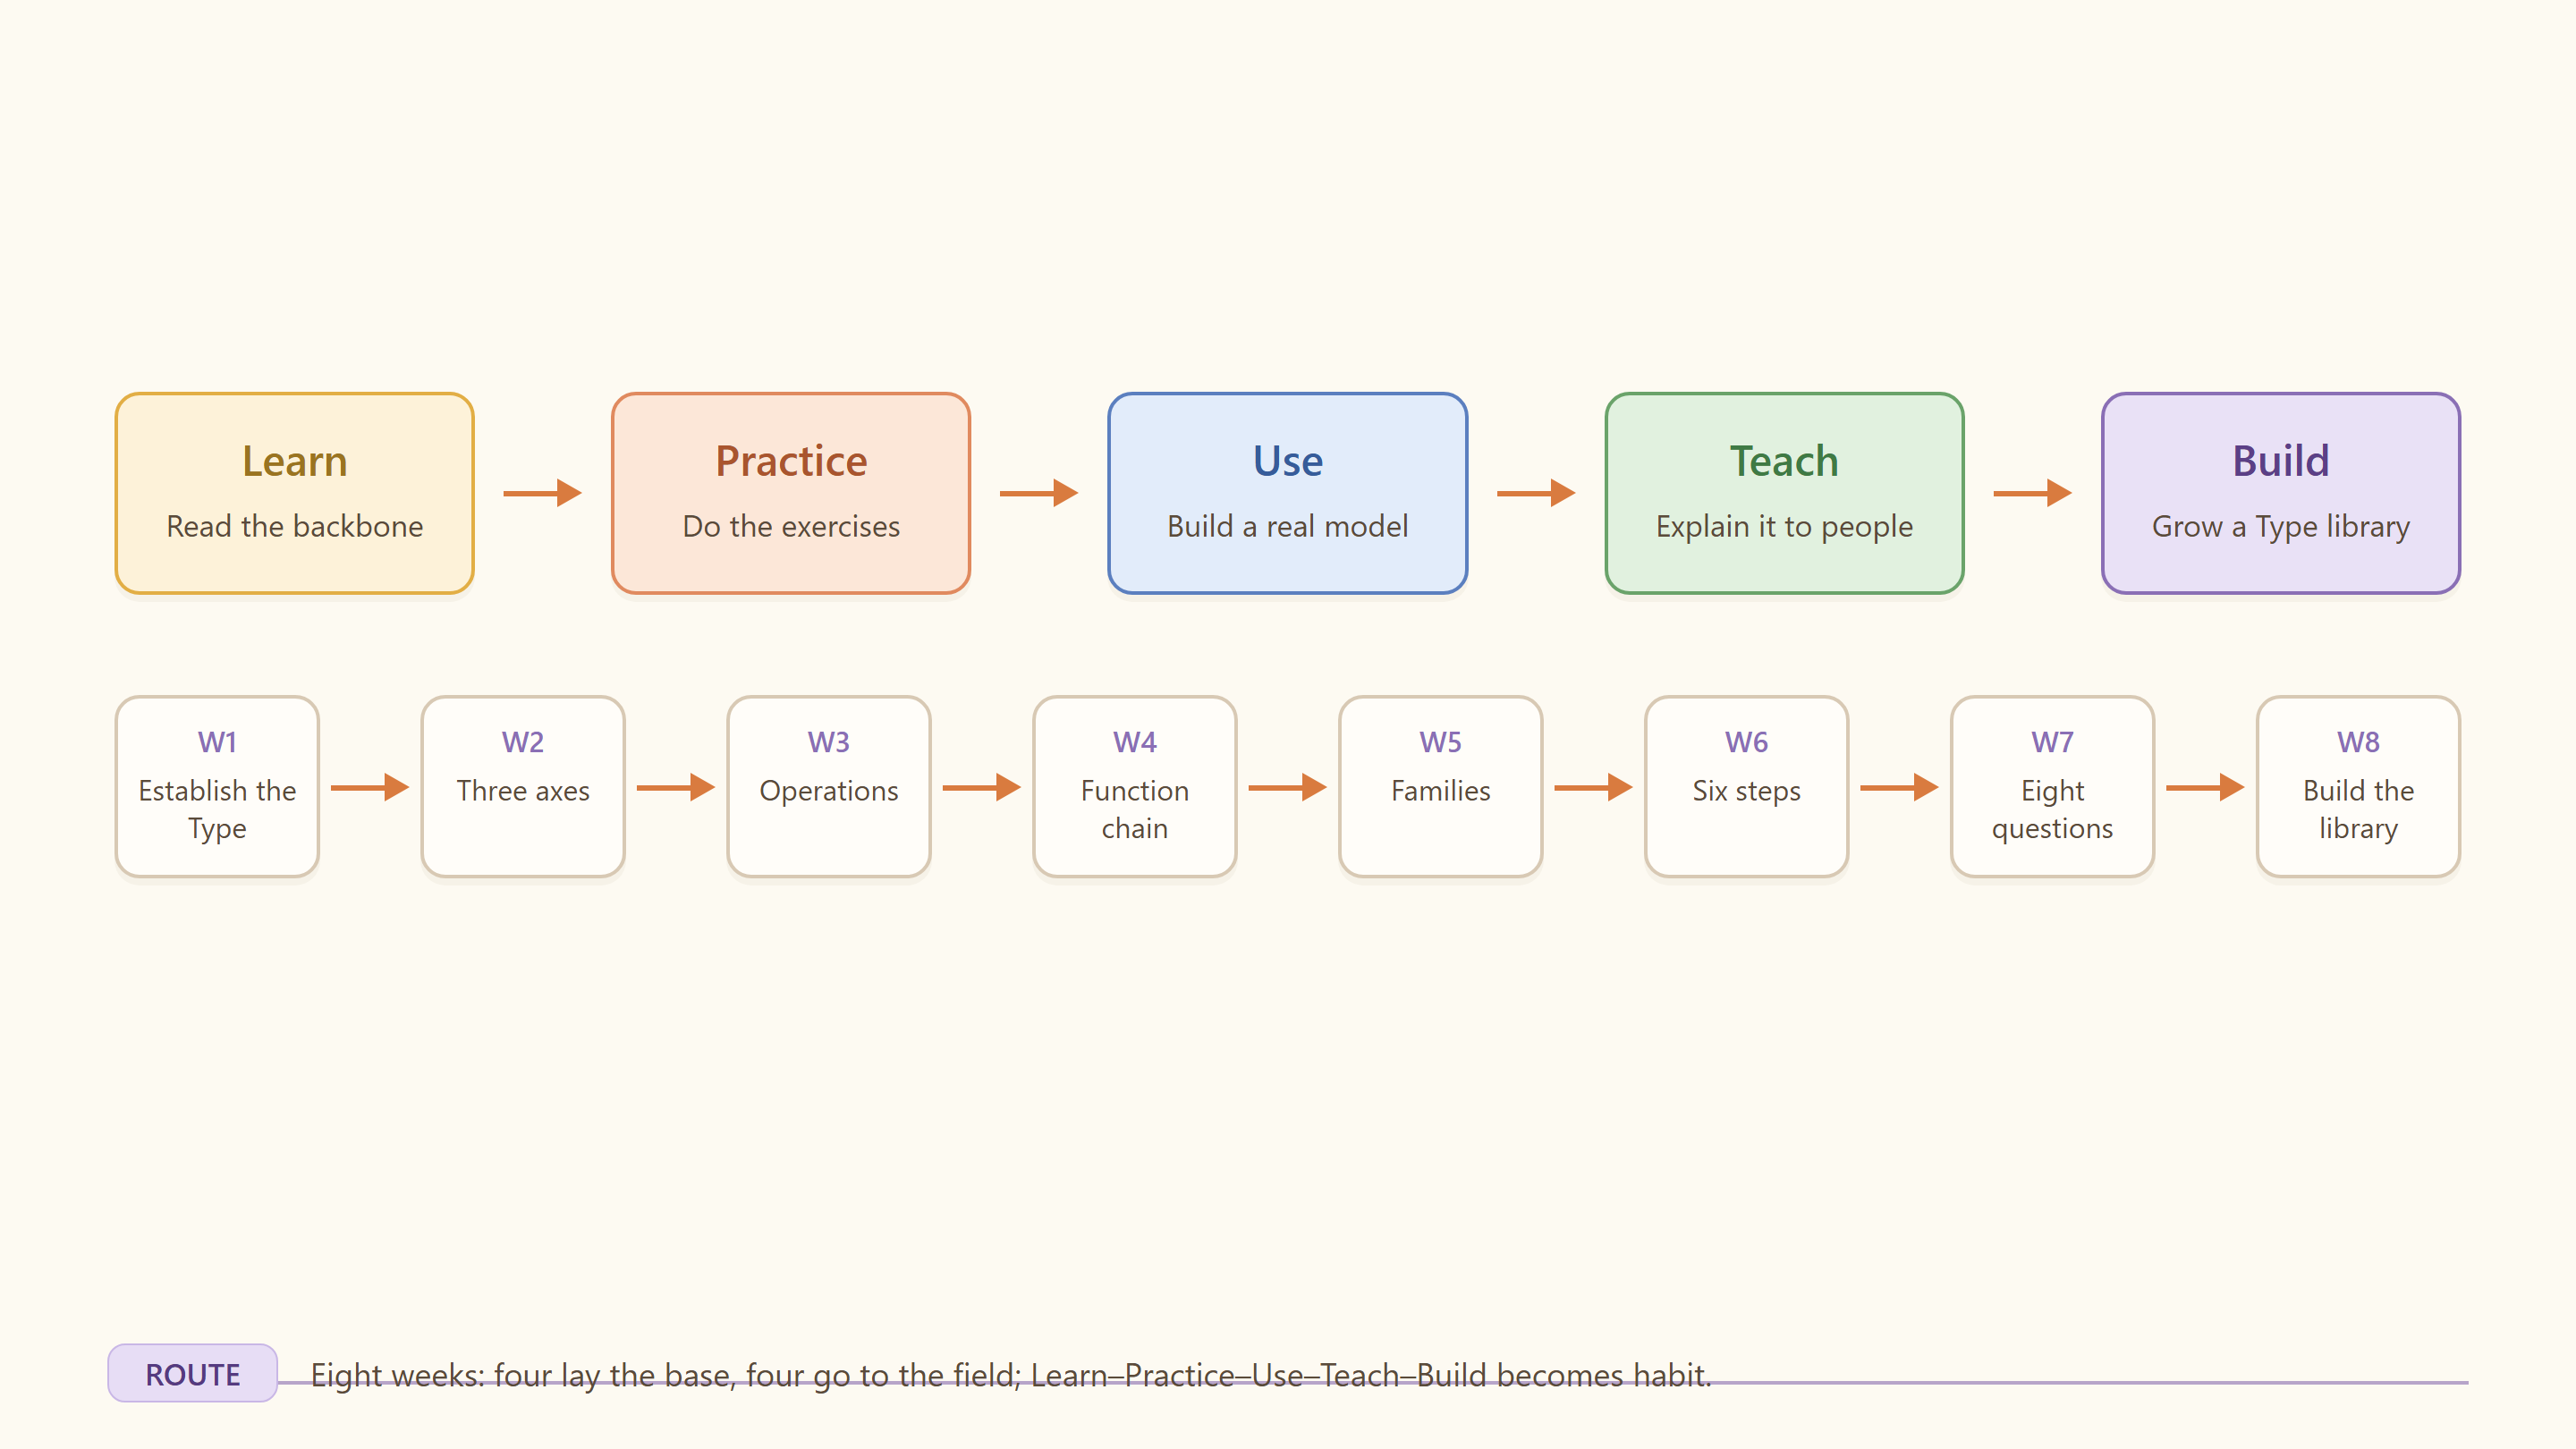 Learn
Read the backbone
Practice
Do the exercises
Use
Build a real model
Teach
Explain it to people
Build
Grow a Type library
W1
Establish the
Type
W2
Three axes
W3
Operations
W4
Function
chain
W5
Families
W6
Six steps
W7
Eight
questions
W8
Build the
library
ROUTE
Eight weeks: four lay the base, four go to the field; Learn–Practice–Use–Teach–Build becomes habit.